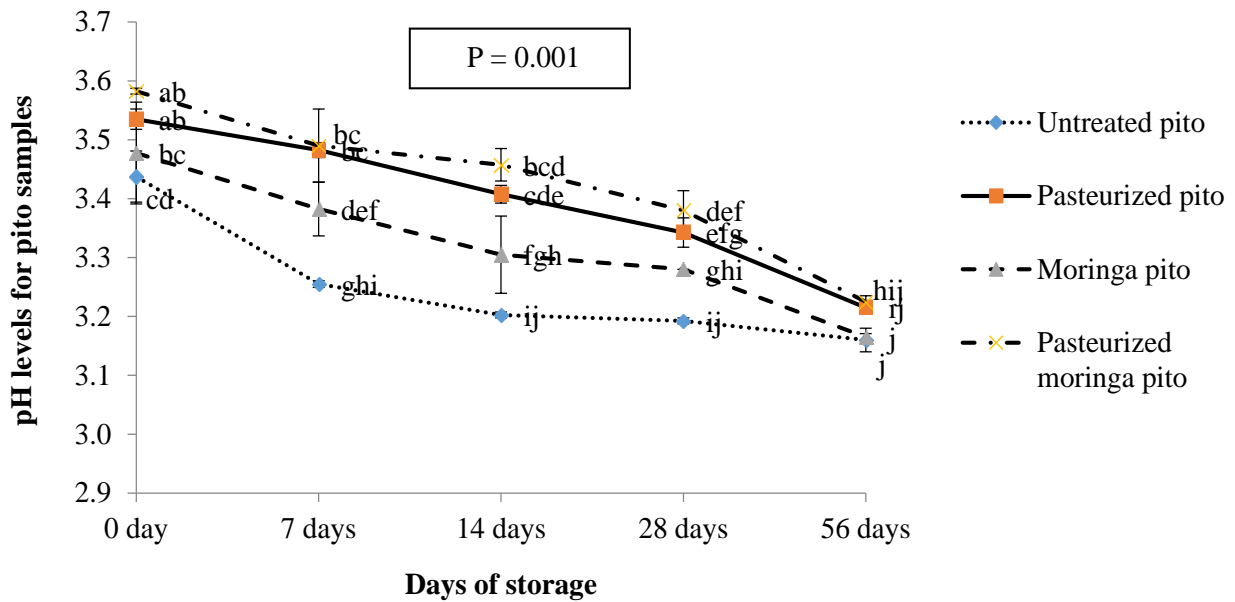 P = 0.001
pH levels for pito samples
3.7
3.6
3.5
3.4
3.3
3.2
3.1
3.0
2.9
ab
ab
bc
cd
bc
bc
def
ghi
bcd
cde
fgh
ij
def
efg
ghi
ij
hij
ij
j
j
0 day
7 days
14 days
28 days
56 days
Days of storage
Untreated pito
Pasteurized pito
Moringa pito
Pasteurized
moringa pito